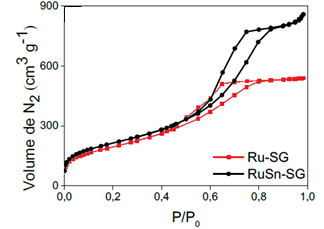 Volume de N₂ (cm³ g⁻¹)
900
600
300
0
0,0 0,2 0,4 0,6 0,8 1,0
P/P₀
Ru-SG
RuSn-SG